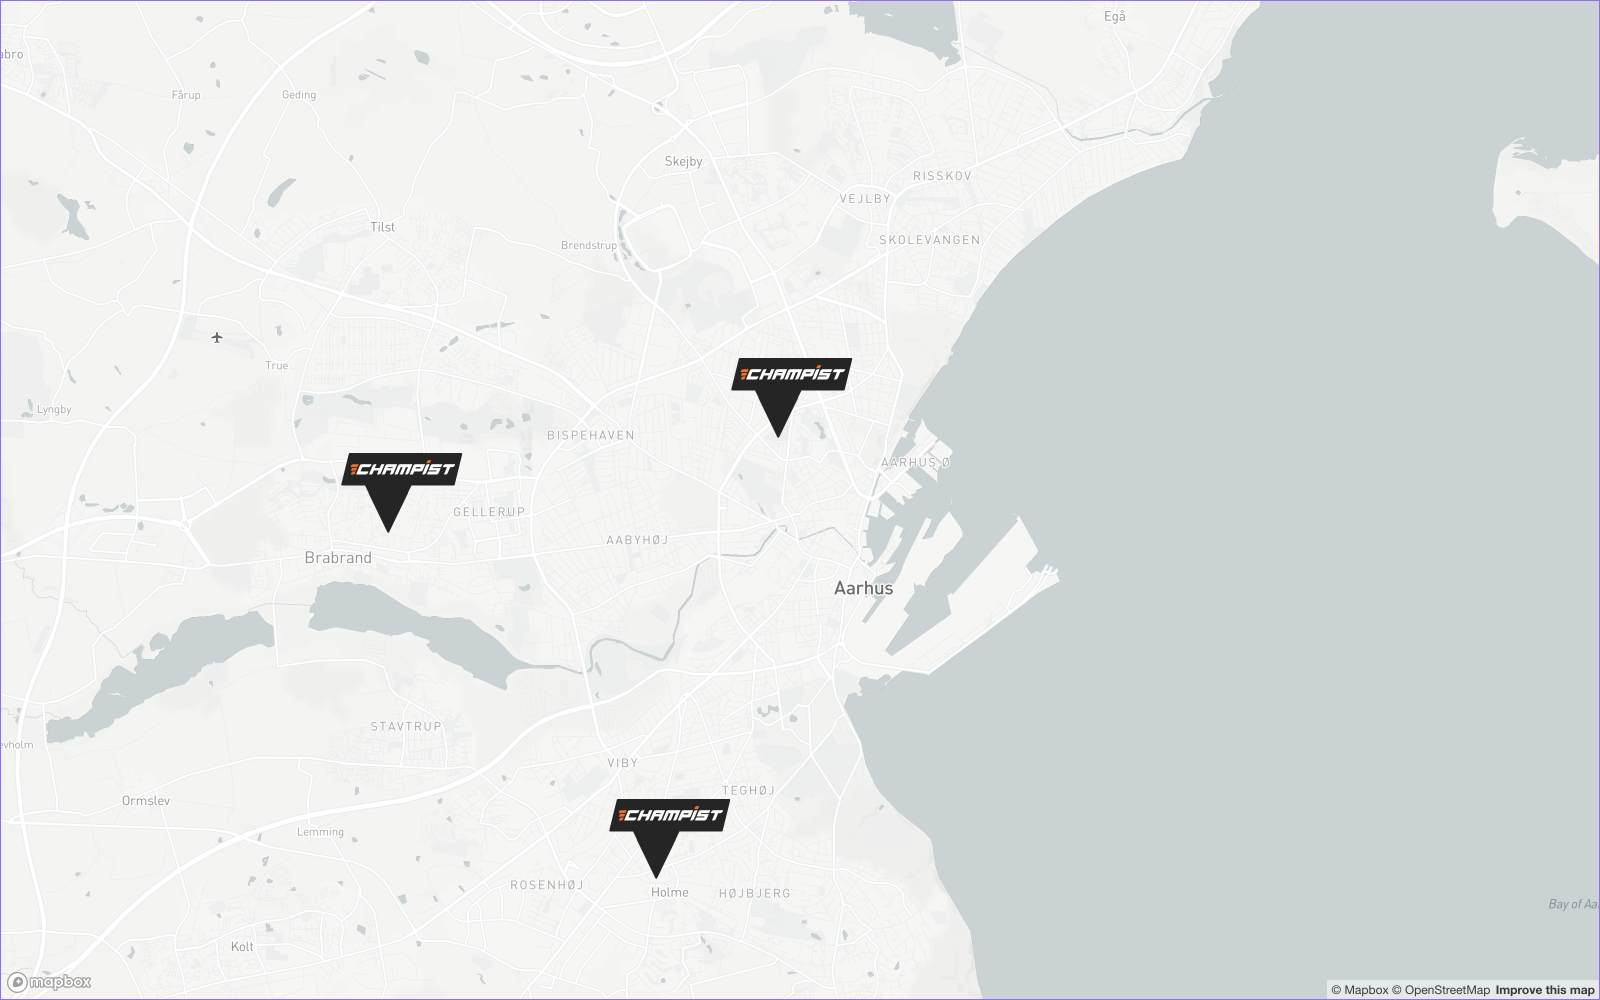 Egå
abro
Fårup
Geding
Skejby
RISSKOV
VEJLBY
Tilst
SKOLEVANGEN
Brendstrup
True
CHAMPIST
Lyngby
BISPEHAVEN
AARHUS Ø
CHAMPIST
GELLERUP
AABYHØJ
Brabrand
Aarhus
STAVTRUP
evholm
VIBY
TEGHØJ
Ormslev
CHAMPIST
Lemming
ROSENHØJ
Holme
HØJBJERG
Bay of Aa
Kolt
mapbox
© Mapbox © OpenStreetMap Improve this map